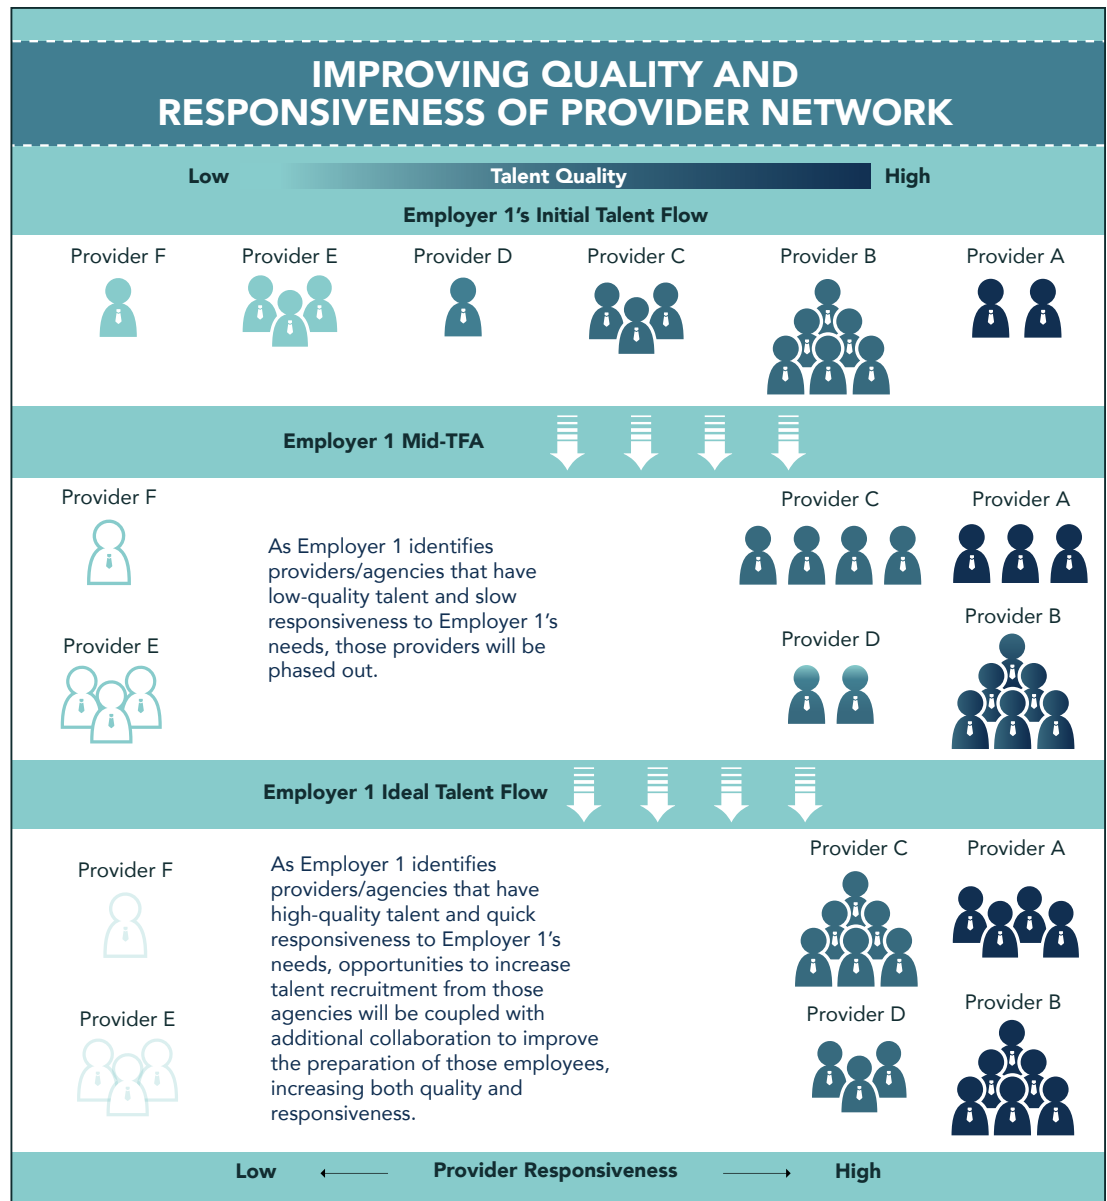 IMPROVING QUALITY AND
RESPONSIVENESS OF PROVIDER NETWORK
Low
Talent Quality
High
Employer 1's Initial Talent Flow
Provider F
Provider E
Provider D
Provider C
Provider B
Provider A
Employer 1 Mid-TFA
Provider F
Provider E
As Employer 1 identifies
providers/agencies that have
low-quality talent and slow
responsiveness to Employer 1's
needs, those providers will be
phased out.
Provider C
Provider A
Provider D
Provider B
Employer 1 Ideal Talent Flow
Provider F
Provider E
As Employer 1 identifies
providers/agencies that have
high-quality talent and quick
responsiveness to Employer 1's
needs, opportunities to increase
talent recruitment from those
agencies will be coupled with
additional collaboration to improve
the preparation of those employees,
increasing both quality and
responsiveness.
Provider C
Provider A
Provider D
Provider B
Low
Provider Responsiveness
High